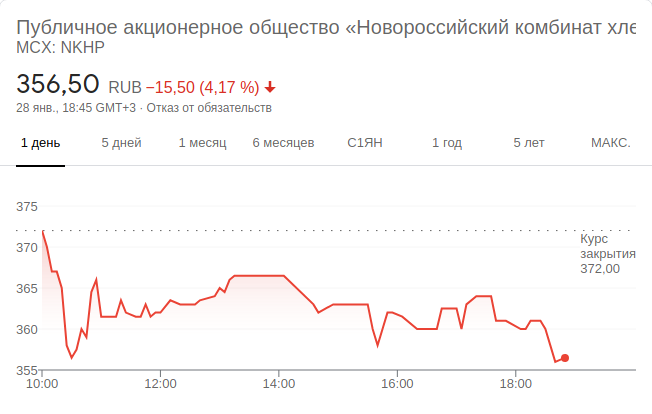 Публичное акционерное общество «Новороссийский комбинат хле
MCX: NKHP
356,50 RUB −15,50 (4,17 %)
28 янв., 18:45 GMT+3 · Отказ от обязательств
1 день 5 дней 1 месяц 6 месяцев С1ЯН 1 год 5 лет МАКС.
375
370
365
360
355
Курс
закрытия
372,00
10:00 12:00 14:00 16:00 18:00